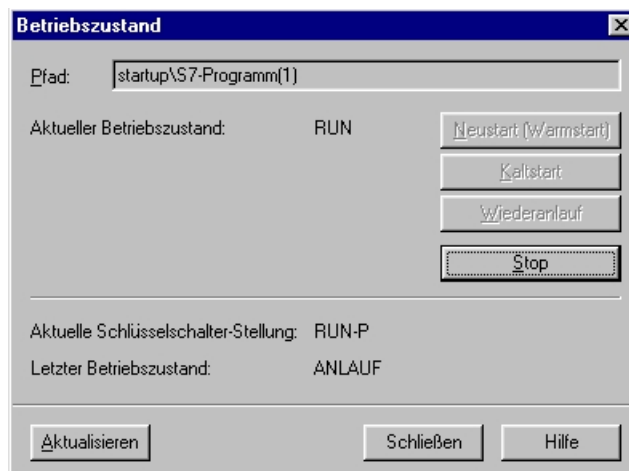 Betriebszustand
Pfad: startup\S7-Programm(1)
Aktueller Betriebszustand: RUN
Neustart (Warmstart)
Kaltstart
Wiederanlauf
Stop
Aktuelle Schlüsselschalter-Stellung: RUN-P
Letzter Betriebszustand: ANLAUF
Aktualisieren Schließen Hilfe